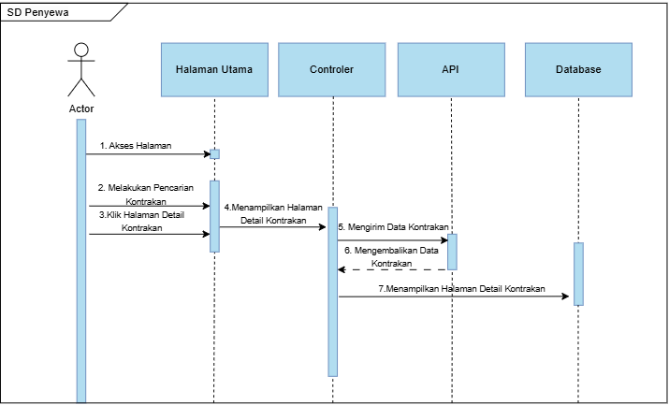 SD Penyewa
Halaman Utama
Controler
API
Database
Actor
1. Akses Halaman
2. Melakukan Pencarian
Kontrakan
3.Klik Halaman Detail
Kontrakan
4.Menampilkan Halaman
Detail Kontrakan
5. Mengirim Data Kontrakan
6. Mengembalikan Data
Kontrakan
7.Menampilkan Halaman Detail Kontrakan